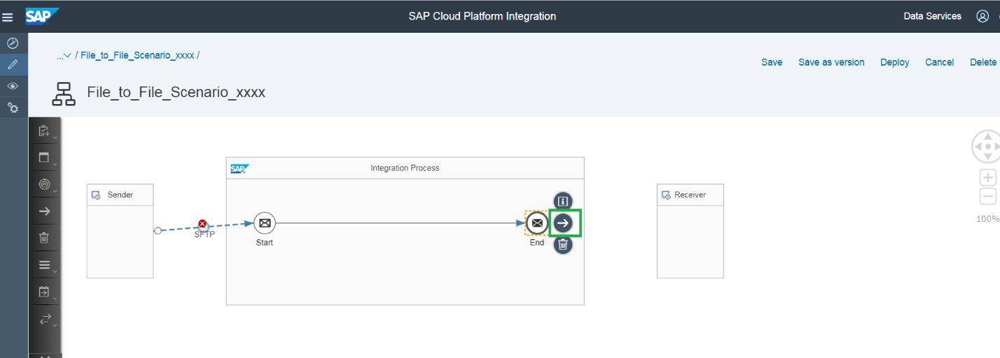 SAP
SAP Cloud Platform Integration
Data Services
... / File_to_File_Scenario_xxxx /
Save
Save as version
Deploy
Cancel
Delete
File_to_File_Scenario_xxxx
SAP
Integration Process
Sender
Receiver
SFTP
Start
End
100%